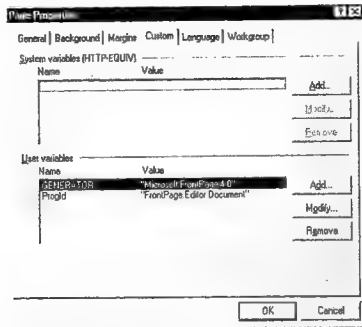 Page Properties
General Background Margins Custom Language Workgroup
System variables (HTTP-EQUIV)
Name Value
Add...
Modify...
Remove
User variables
Name Value
GENERATOR "Microsoft FrontPage 4.0"
ProgId "FrontPage.Editor.Document"
Add...
Modify...
Remove
OK Cancel